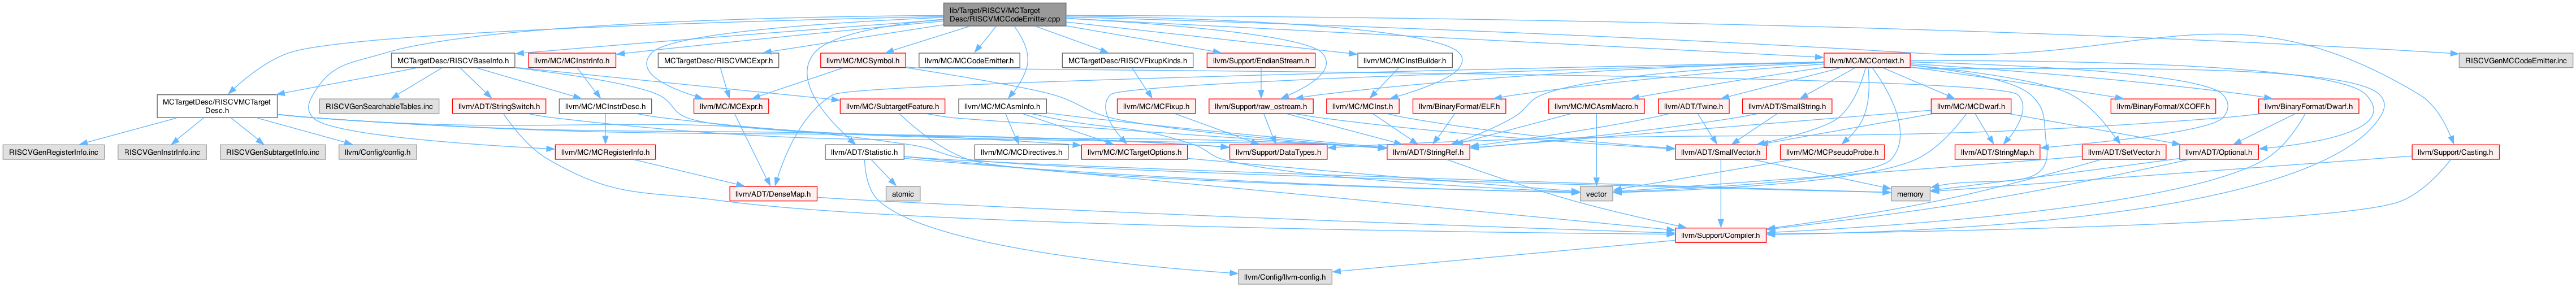 lib/Target/RISCV/MCTarget
Desc/RISCVMCCodeEmitter.cpp
MCTargetDesc/RISCVBaseInfo.h
llvm/MC/MCInstrInfo.h
MCTargetDesc/RISCVMCExpr.h
llvm/MC/MCSymbol.h
llvm/MC/MCCodeEmitter.h
MCTargetDesc/RISCVFixupKinds.h
llvm/Support/EndianStream.h
llvm/MC/MCInstBuilder.h
llvm/MC/MCContext.h
RISCVGenMCCodeEmitter.inc
MCTargetDesc/RISCVMCTarget
Desc.h
RISCVGenSearchableTables.inc
llvm/ADT/StringSwitch.h
llvm/MC/MCInstrDesc.h
llvm/MC/MCExpr.h
llvm/MC/SubtargetFeature.h
llvm/MC/MCAsmInfo.h
llvm/MC/MCFixup.h
llvm/Support/raw_ostream.h
llvm/MC/MCInst.h
llvm/BinaryFormat/ELF.h
llvm/MC/MCAsmMacro.h
llvm/ADT/Twine.h
llvm/ADT/SmallString.h
llvm/MC/MCDwarf.h
llvm/BinaryFormat/XCOFF.h
llvm/BinaryFormat/Dwarf.h
RISCVGenRegisterInfo.inc
RISCVGenInstrInfo.inc
RISCVGenSubtargetInfo.inc
llvm/Config/config.h
llvm/MC/MCRegisterInfo.h
llvm/ADT/Statistic.h
llvm/MC/MCDirectives.h
llvm/MC/MCTargetOptions.h
llvm/Support/DataTypes.h
llvm/ADT/StringRef.h
llvm/ADT/SmallVector.h
llvm/MC/MCPseudoProbe.h
llvm/ADT/StringMap.h
llvm/ADT/SetVector.h
llvm/ADT/Optional.h
llvm/Support/Casting.h
llvm/ADT/DenseMap.h
atomic
vector
memory
llvm/Support/Compiler.h
llvm/Config/llvm-config.h